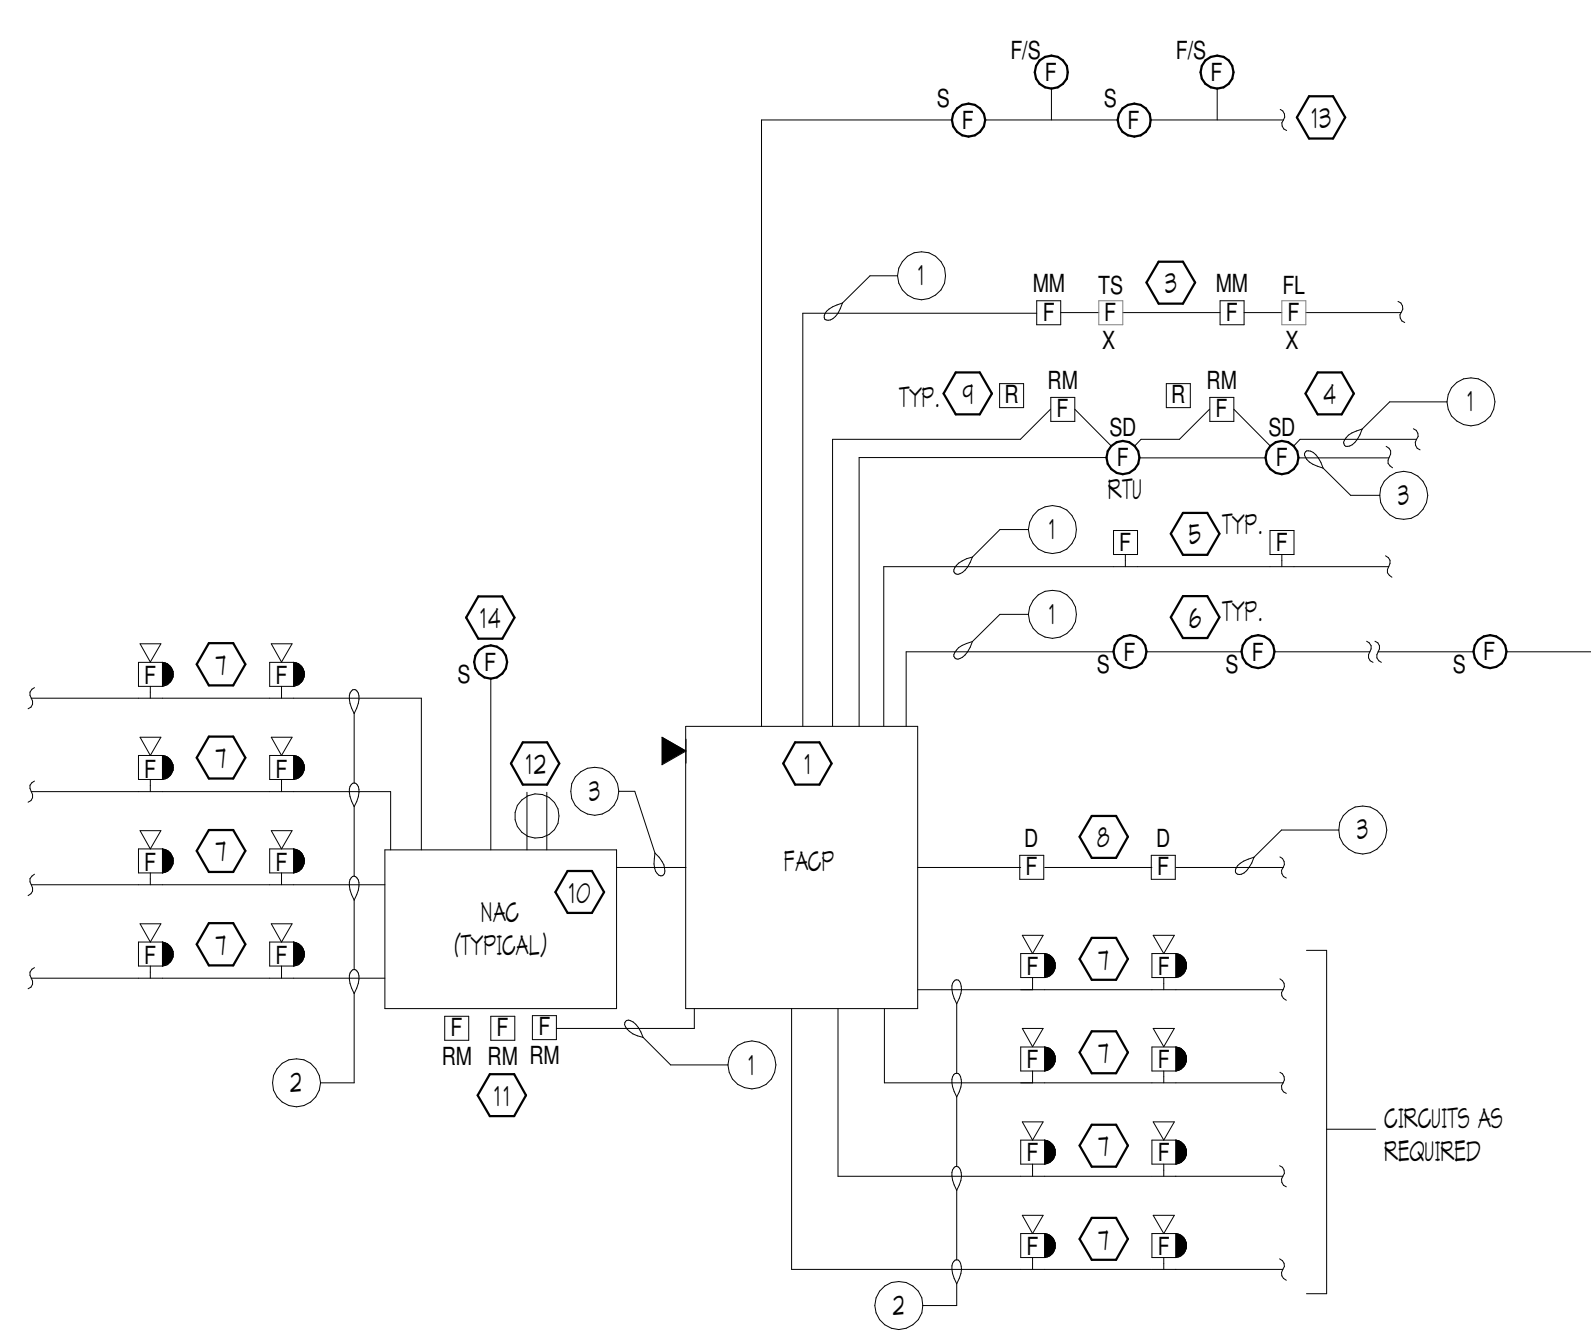 F/S F/S
F F
S S
F F 13
1
MM TS 3 MM FL
F F F F
X X
TYP. 9 R RM R RM 4 1
F F
SD SD
F F
RTU 3
1 F 5 TYP. F
1 6 TYP.
S F S F S F
14
S F
F 7 F
F 7 F
F 7 F
F 7 F
12
3
1
FACP
10
NAC
(TYPICAL)
F F F
RM RM RM
11
1
2
D 8 D 3
F F
F 7 F
F 7 F
F 7 F
F 7 F
CIRCUITS AS
REQUIRED
2